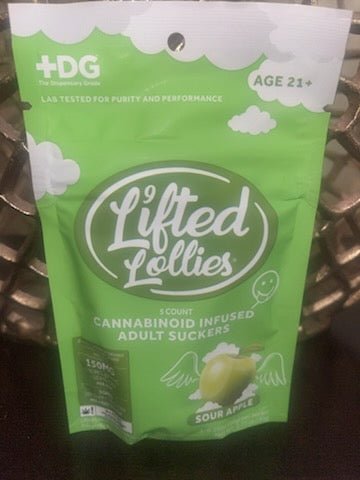 +DG
The Dispensary Grade
AGE 21+
LAB TESTED FOR PURITY AND PERFORMANCE
Lifted
Lollies
5 COUNT
CANNABINOID INFUSED
ADULT SUCKERS
150MG
SOUR APPLE